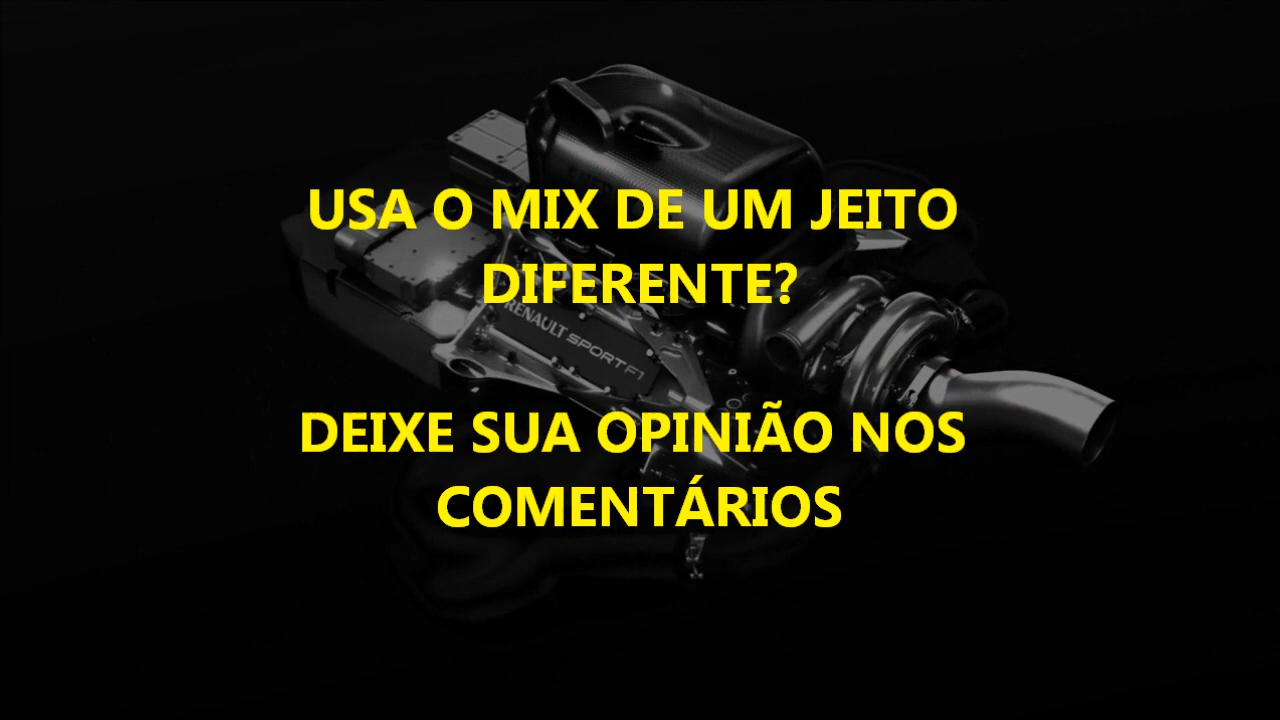 USA O MIX DE UM JEITO
DIFERENTE?
RENAULT SPORT F1
DEIXE SUA OPINIÃO NOS
COMENTÁRIOS